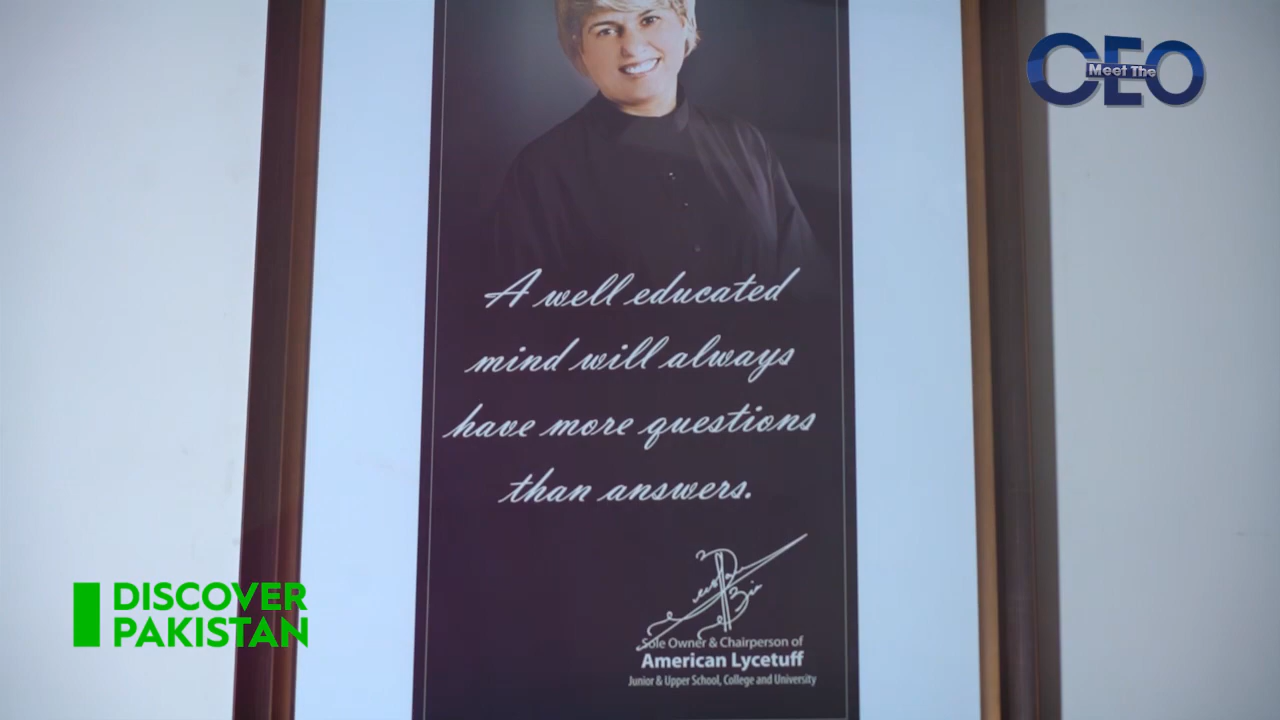 Meet The
CEO
A well educated
mind will always
have more questions
than answers.
Sole Owner & Chairperson of
American Lycetuff
Junior & Upper School, College and University
DISCOVER
PAKISTAN